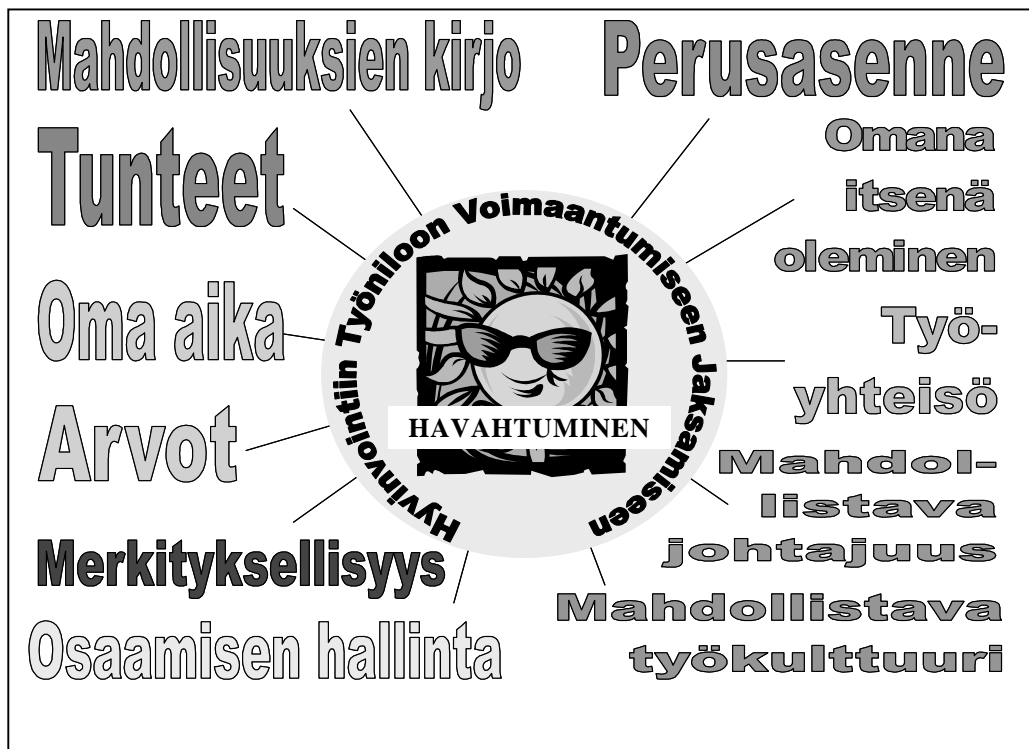 Mahdollisuuksien kirjo
Tunteet
Oma aika
Arvot
Merkityksellisyys
Osaamisen hallinta
Hyvinvointiin Työniloon Voimaantumiseen Jaksamiseen
HAVAHTUMINEN
Perusasenne
Omana
itsenä
oleminen
Työ-
yhteisö
Mahdol-
listava
johtajuus
Mahdollistava
työkulttuuri